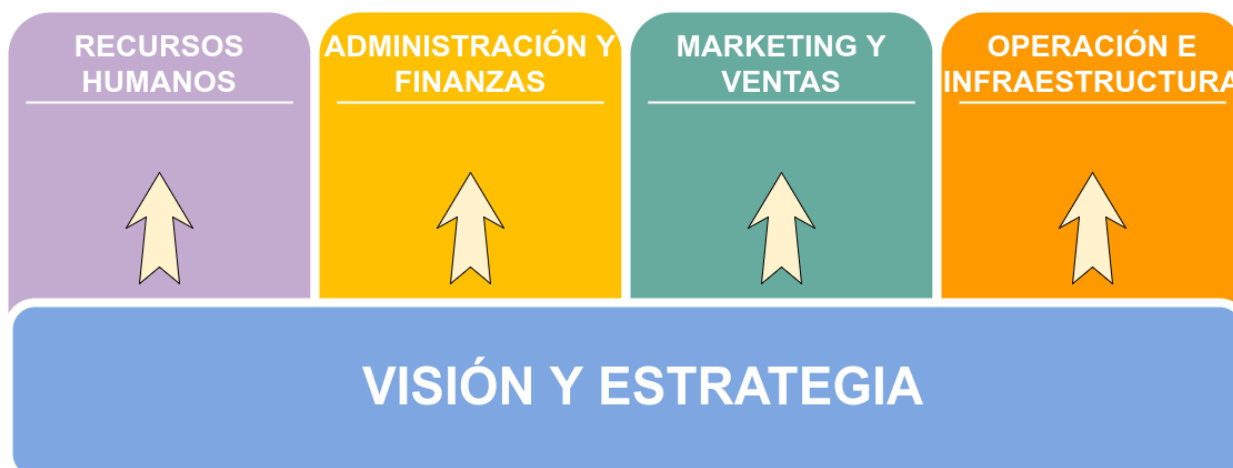 RECURSOS
HUMANOS
ADMINISTRACIÓN Y
FINANZAS
MARKETING Y
VENTAS
OPERACIÓN E
INFRAESTRUCTURA
VISIÓN Y ESTRATEGIA